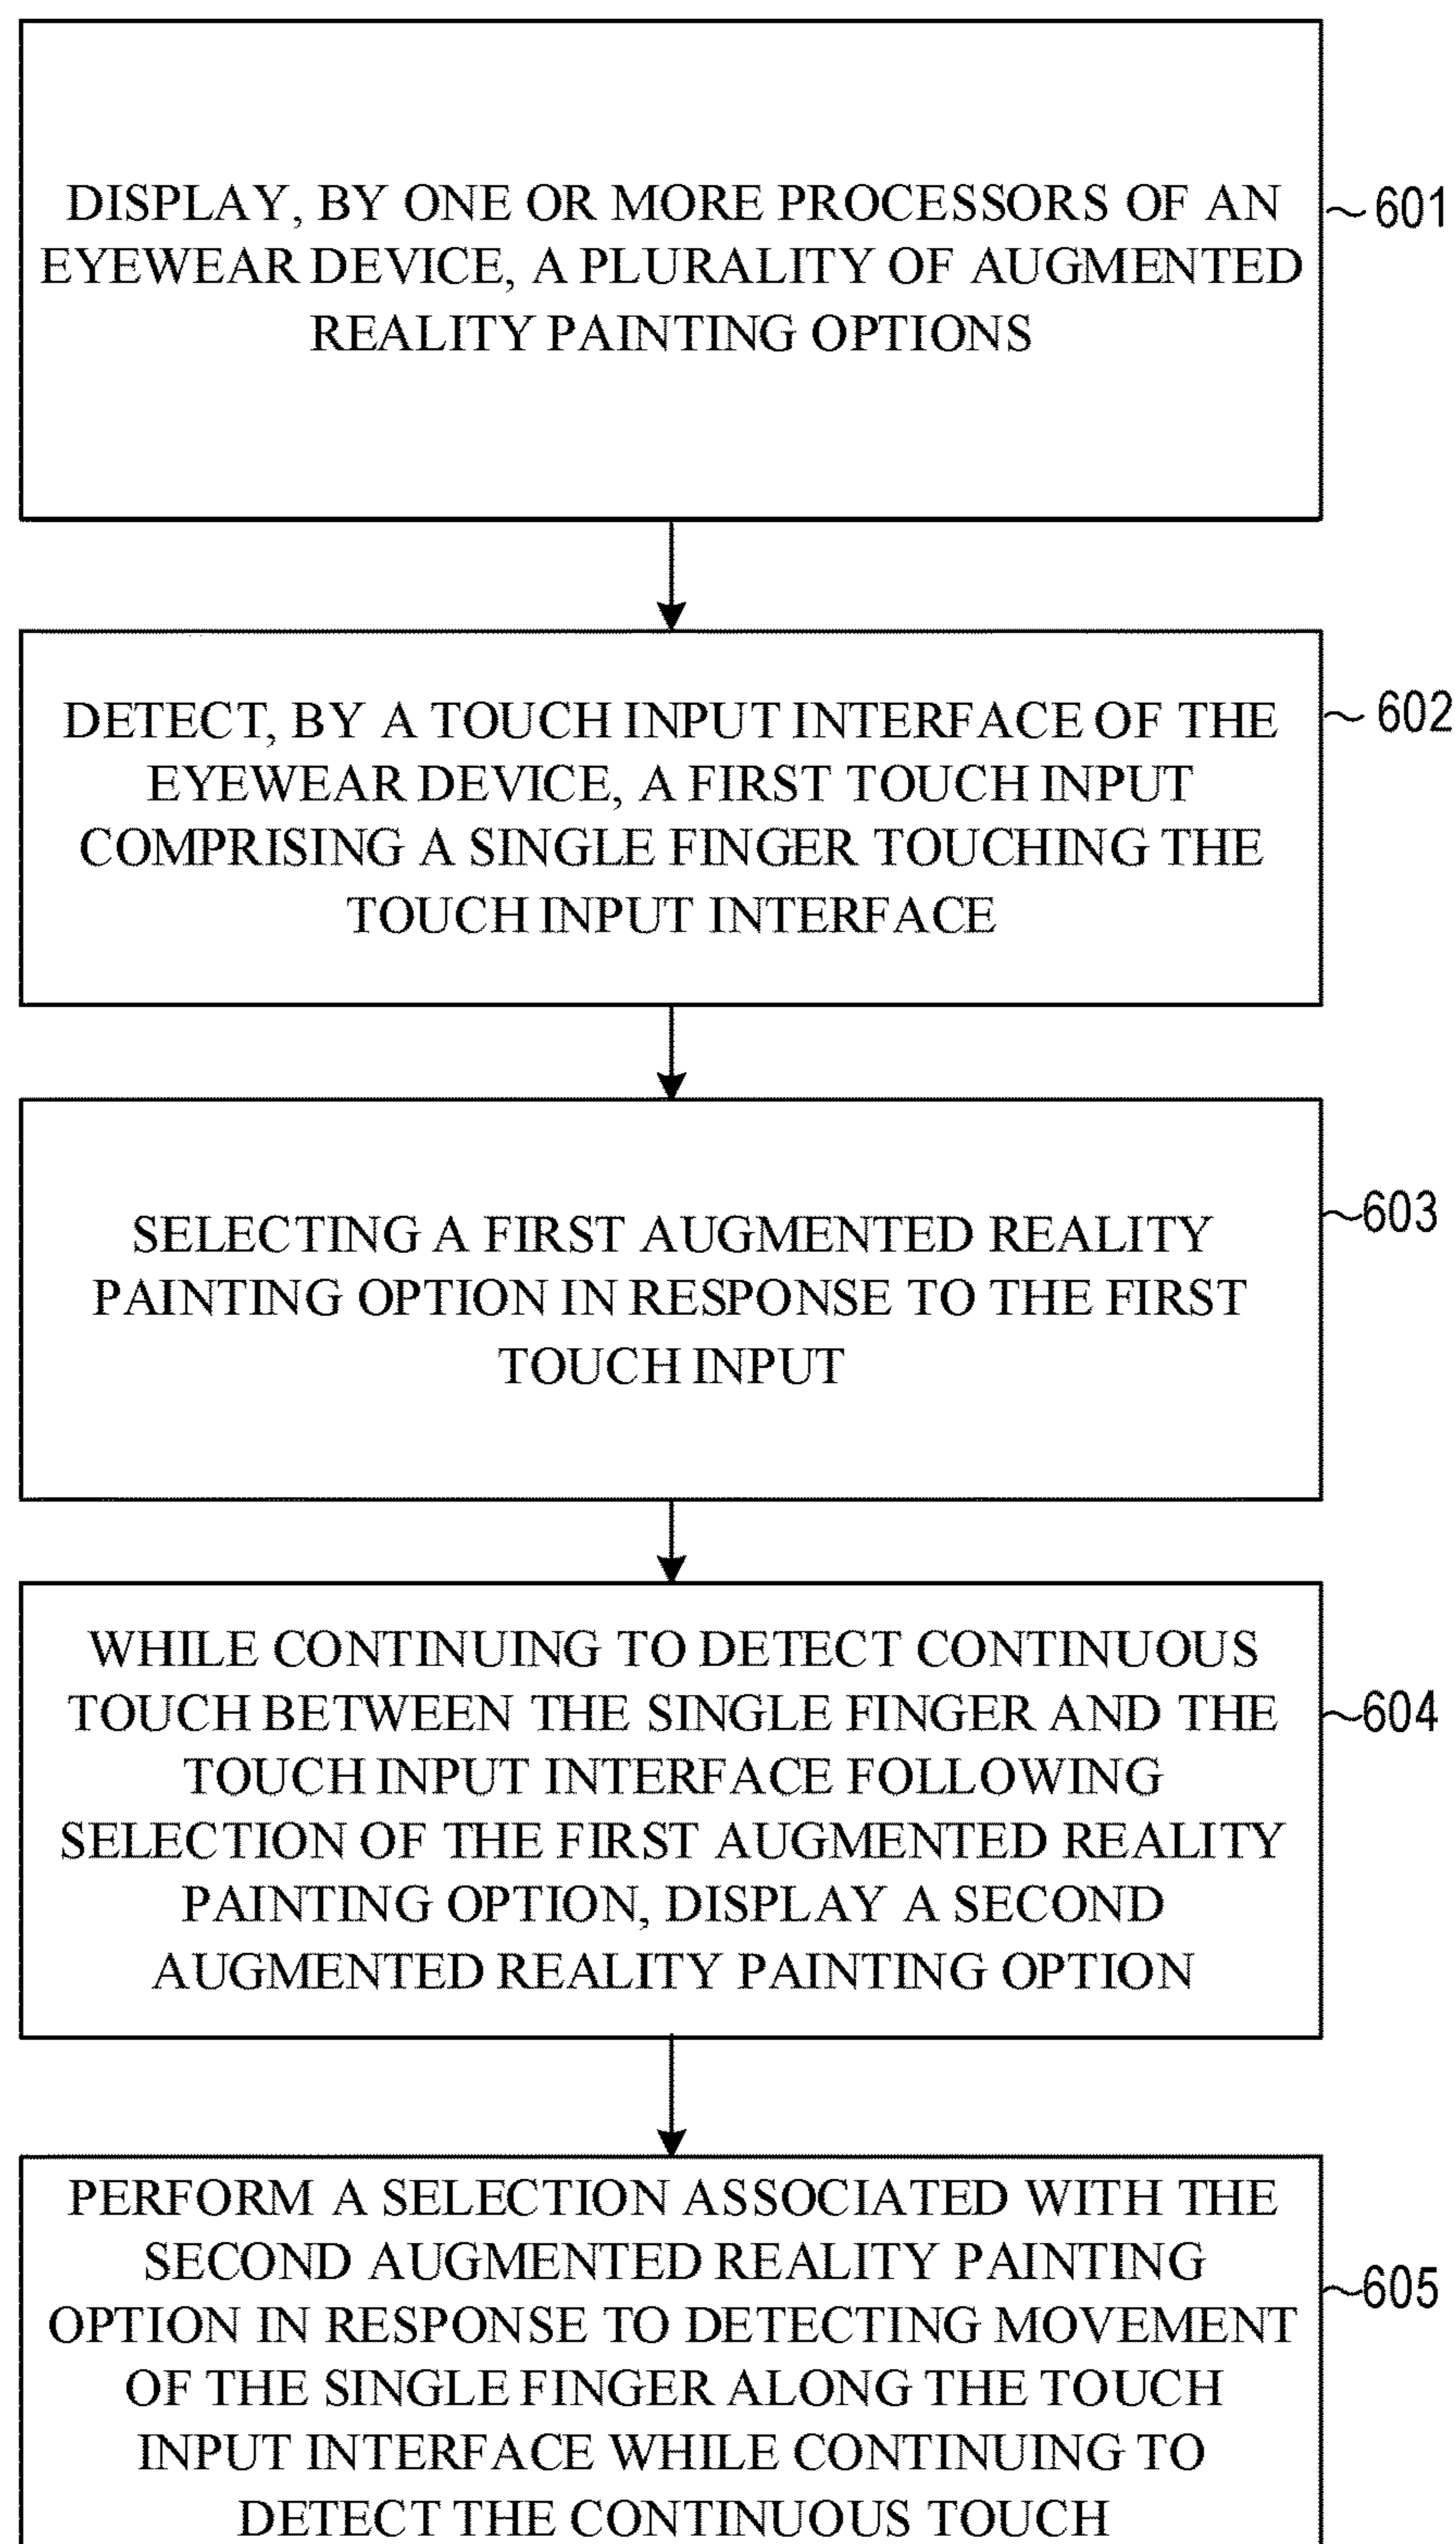 DISPLAY, BY ONE OR MORE PROCESSORS OF AN
EYEWEAR DEVICE, A PLURALITY OF AUGMENTED
REALITY PAINTING OPTIONS
601
DETECT, BY A TOUCH INPUT INTERFACE OF THE
EYEWEAR DEVICE, A FIRST TOUCH INPUT
COMPRISING A SINGLE FINGER TOUCHING THE
TOUCH INPUT INTERFACE
602
SELECTING A FIRST AUGMENTED REALITY
PAINTING OPTION IN RESPONSE TO THE FIRST
TOUCH INPUT
603
WHILE CONTINUING TO DETECT CONTINUOUS
TOUCH BETWEEN THE SINGLE FINGER AND THE
TOUCH INPUT INTERFACE FOLLOWING
SELECTION OF THE FIRST AUGMENTED REALITY
PAINTING OPTION, DISPLAY A SECOND
AUGMENTED REALITY PAINTING OPTION
604
PERFORM A SELECTION ASSOCIATED WITH THE
SECOND AUGMENTED REALITY PAINTING
OPTION IN RESPONSE TO DETECTING MOVEMENT
OF THE SINGLE FINGER ALONG THE TOUCH
INPUT INTERFACE WHILE CONTINUING TO
DETECT THE CONTINUOUS TOUCH
605